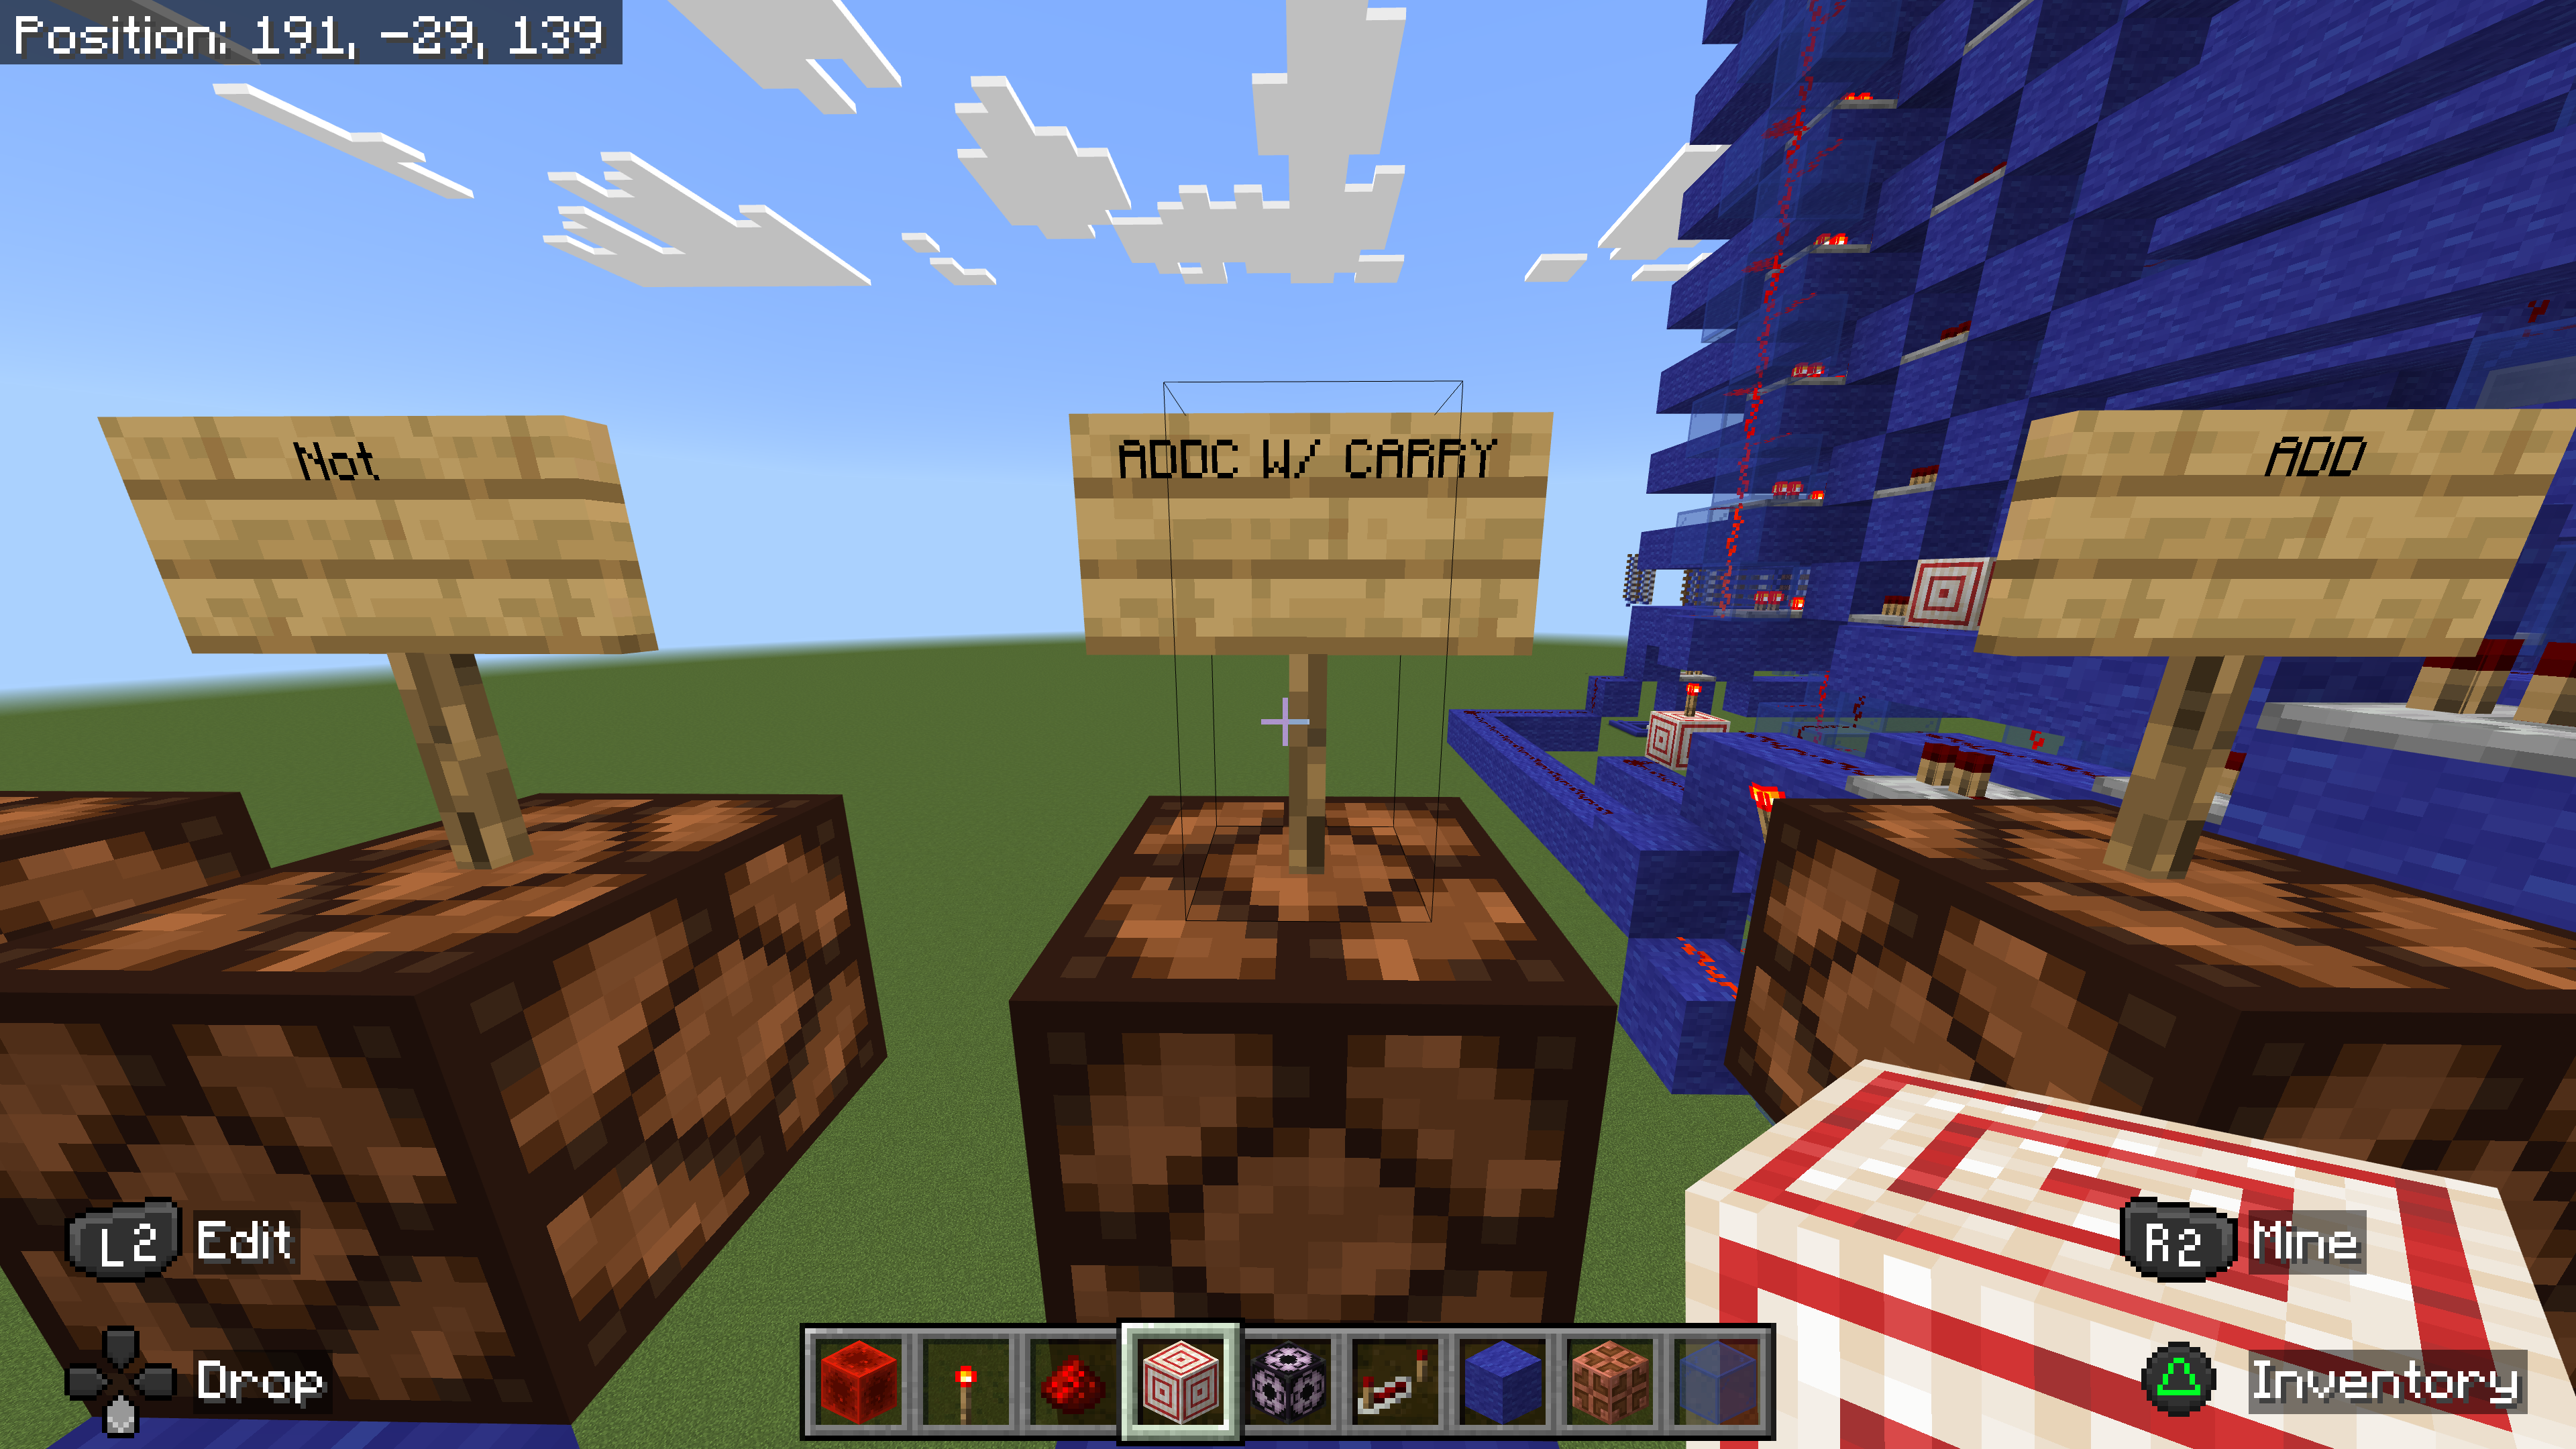 Position: 191, -29, 139
Not
ADDC W/ CARRY
ADD
L2 Edit
R2 Mine
Drop
Inventory